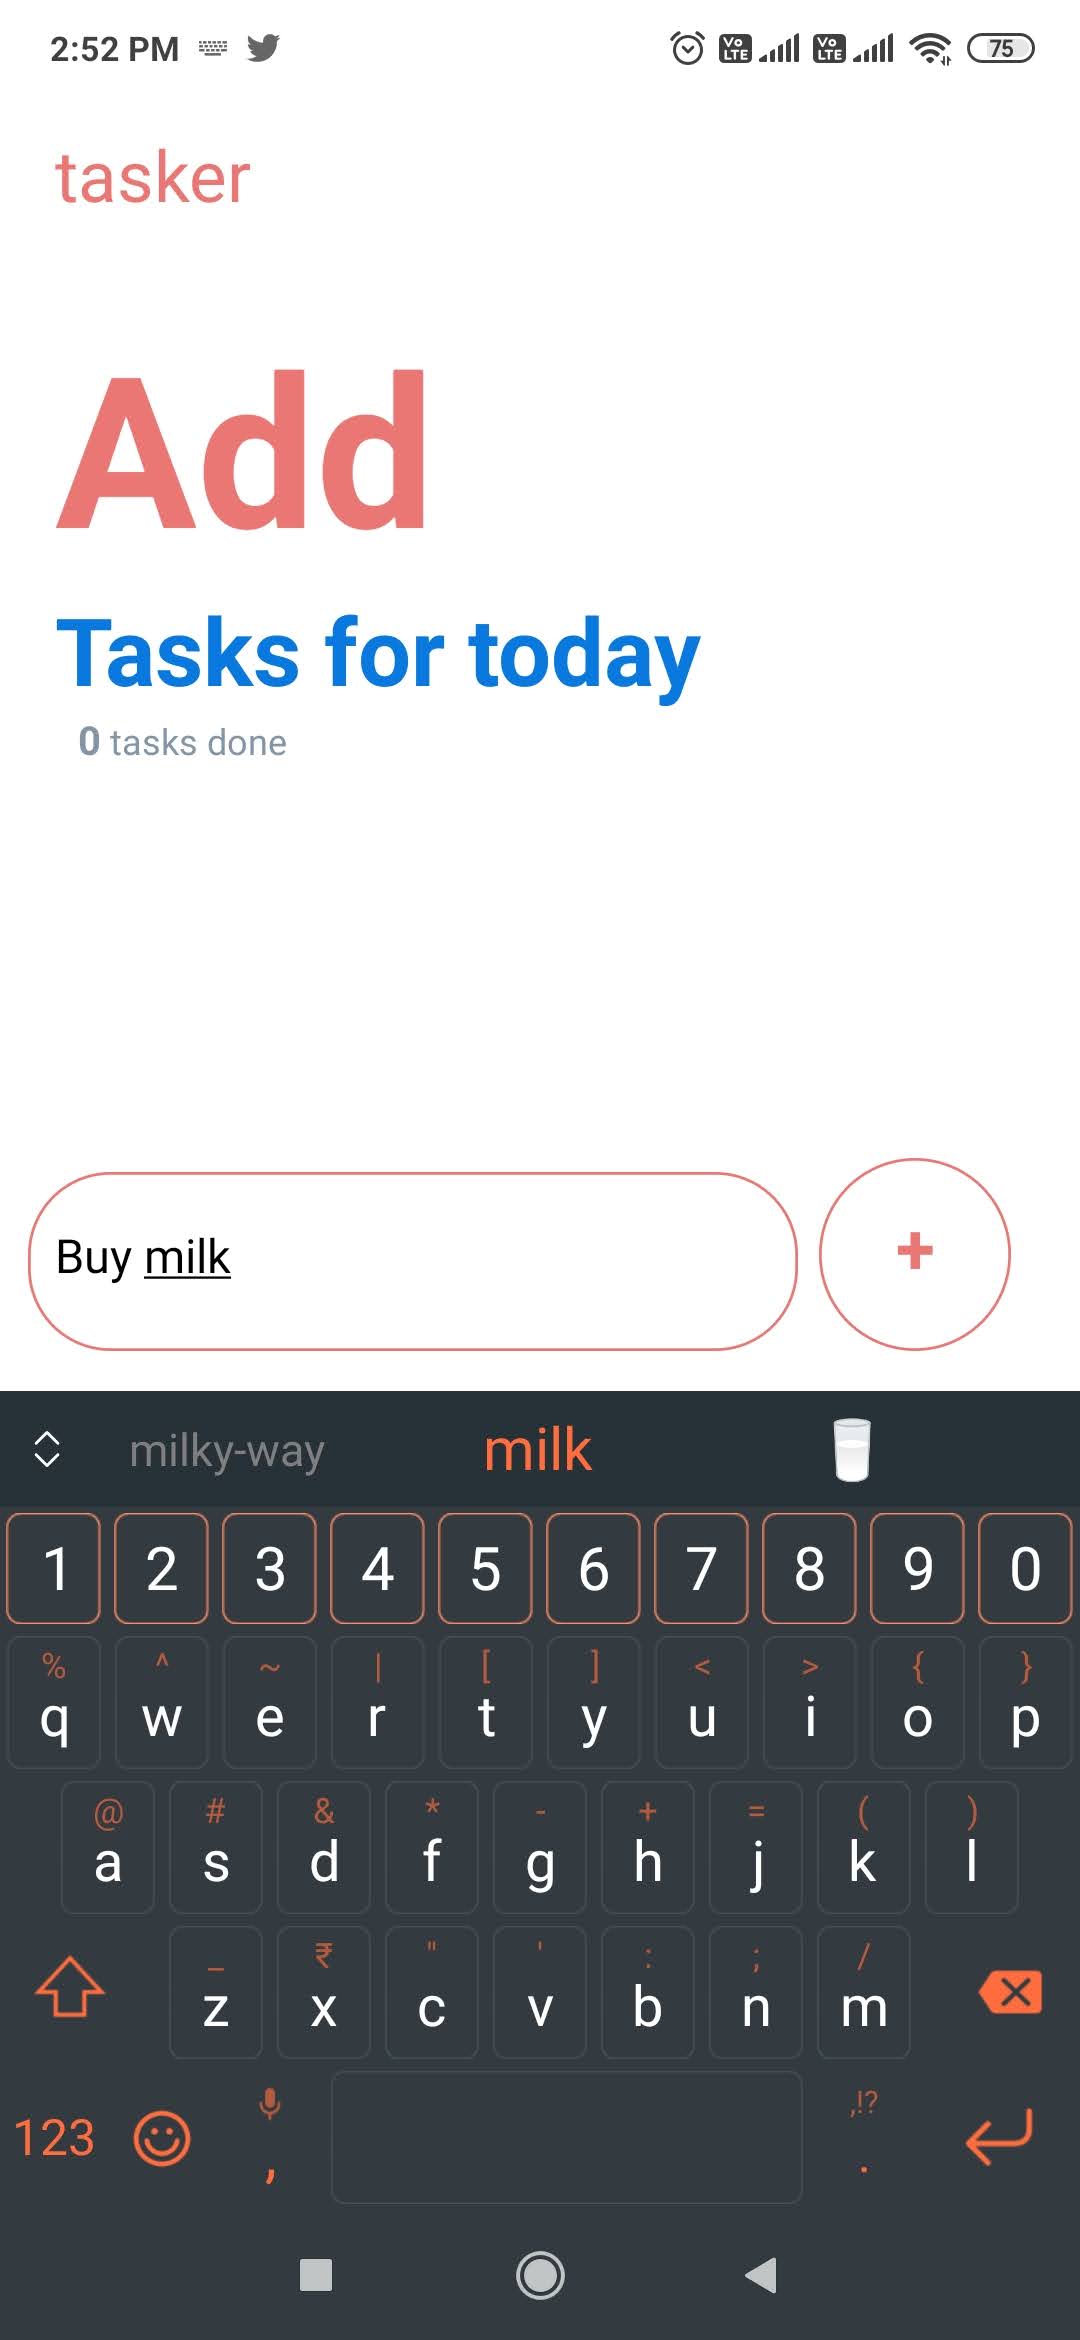 2:52 PM
Vo LTE Vo LTE 75
tasker
Add
Tasks for today
0 tasks done
Buy milk
+
milky-way milk
1 2 3 4 5 6 7 8 9 0
% ^ ~ | [ ] < > { }
q w e r t y u i o p
@ # & * - + = ( )
a s d f g h j k l
_ ₹ " ' : ; /
z x c v b n m
,!?
123 , .